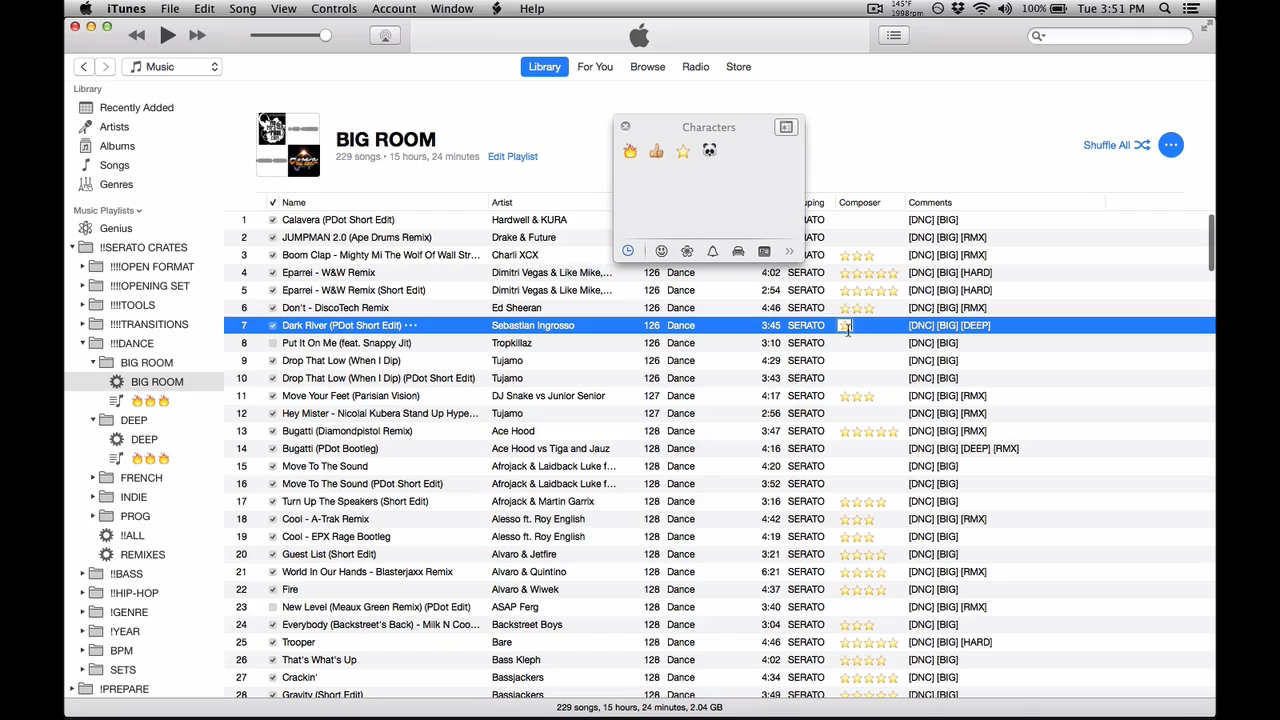 iTunes File Edit Song View Controls Account Window Help 145°F 1998rpm 100% Tue 3:51 PM
Music Library For You Browse Radio Store
Library
Recently Added
Artists
Albums
Songs
Genres
Music Playlists
Genius
!!SERATO CRATES
!!!!OPEN FORMAT
!!!!OPENING SET
!!!!TOOLS
!!!!TRANSITIONS
!!!DANCE
BIG ROOM
BIG ROOM
🔥🔥🔥
DEEP
DEEP
🔥🔥🔥
FRENCH
INDIE
PROG
!!ALL
REMIXES
!!BASS
!!HIP-HOP
!GENRE
!YEAR
BPM
SETS
!PREPARE
BIG ROOM
229 songs • 15 hours, 24 minutes Edit Playlist
Shuffle All
Characters
🔥 👍 ⭐ 🐼
✓ Name Artist uping Composer Comments
1 Calavera (PDot Short Edit) Hardwell & KURA SERATO [DNC] [BIG]
2 JUMPMAN 2.0 (Ape Drums Remix) Drake & Future SERATO [DNC] [BIG] [RMX]
3 Boom Clap - Mighty Mi The Wolf Of Wall Str... Charli XCX SERATO ⭐⭐⭐ [DNC] [BIG] [RMX]
4 Eparrei - W&W Remix Dimitri Vegas & Like Mike,... 126 Dance 4:02 SERATO ⭐⭐⭐⭐⭐ [DNC] [BIG] [HARD]
5 Eparrei - W&W Remix (Short Edit) Dimitri Vegas & Like Mike,... 126 Dance 2:54 SERATO ⭐⭐⭐⭐⭐ [DNC] [BIG] [HARD]
6 Don't - DiscoTech Remix Ed Sheeran 126 Dance 4:46 SERATO ⭐⭐⭐ [DNC] [BIG] [RMX]
7 Dark River (PDot Short Edit) ••• Sebastian Ingrosso 126 Dance 3:45 SERATO ⭐ [DNC] [BIG] [DEEP]
8 Put It On Me (feat. Snappy Jit) Tropkillaz 126 Dance 3:10 SERATO [DNC] [BIG]
9 Drop That Low (When I Dip) Tujamo 126 Dance 4:29 SERATO [DNC] [BIG]
10 Drop That Low (When I Dip) (PDot Short Edit) Tujamo 126 Dance 3:43 SERATO [DNC] [BIG]
11 Move Your Feet (Parisian Vision) DJ Snake vs Junior Senior 127 Dance 4:17 SERATO ⭐⭐⭐ [DNC] [BIG] [RMX]
12 Hey Mister - Nicolai Kubera Stand Up Hype... Tujamo 127 Dance 2:56 SERATO [DNC] [BIG]
13 Bugatti (Diamondpistol Remix) Ace Hood 128 Dance 3:47 SERATO ⭐⭐⭐⭐⭐ [DNC] [BIG] [RMX]
14 Bugatti (PDot Bootleg) Ace Hood vs Tiga and Jauz 128 Dance 4:16 SERATO [DNC] [BIG] [DEEP] [RMX]
15 Move To The Sound Afrojack & Laidback Luke f... 128 Dance 4:20 SERATO [DNC] [BIG]
16 Move To The Sound (PDot Short Edit) Afrojack & Laidback Luke f... 128 Dance 3:52 SERATO [DNC] [BIG]
17 Turn Up The Speakers (Short Edit) Afrojack & Martin Garrix 128 Dance 3:16 SERATO ⭐⭐⭐⭐ [DNC] [BIG]
18 Cool - A-Trak Remix Alesso ft. Roy English 128 Dance 4:42 SERATO ⭐⭐⭐ [DNC] [BIG] [RMX]
19 Cool - EPX Rage Bootleg Alesso ft. Roy English 128 Dance 4:19 SERATO ⭐⭐⭐ [DNC] [BIG]
20 Guest List (Short Edit) Alvaro & Jetfire 128 Dance 3:21 SERATO ⭐⭐⭐⭐ [DNC] [BIG]
21 World In Our Hands - Blasterjaxx Remix Alvaro & Quintino 128 Dance 6:21 SERATO ⭐⭐⭐⭐ [DNC] [BIG] [RMX]
22 Fire Alvaro & Wiwek 128 Dance 4:37 SERATO ⭐⭐⭐⭐ [DNC] [BIG]
23 New Level (Meaux Green Remix) (PDot Edit) ASAP Ferg 128 Dance 3:40 SERATO [DNC] [BIG] [RMX]
24 Everybody (Backstreet's Back) - Milk N Coo... Backstreet Boys 128 Dance 3:58 SERATO ⭐⭐⭐ [DNC] [BIG]
25 Trooper Bare 128 Dance 4:46 SERATO ⭐⭐⭐⭐⭐ [DNC] [BIG] [HARD]
26 That's What's Up Bass Kleph 128 Dance 4:02 SERATO ⭐⭐⭐⭐ [DNC] [BIG]
27 Crackin' Bassjackers 128 Dance 4:54 SERATO ⭐⭐⭐⭐⭐ [DNC] [BIG]
28 Gravity (Short Edit) Bassjackers 128 Dance 3:49 SERATO ⭐⭐⭐⭐⭐ [DNC] [BIG]
229 songs, 15 hours, 24 minutes, 2.04 GB